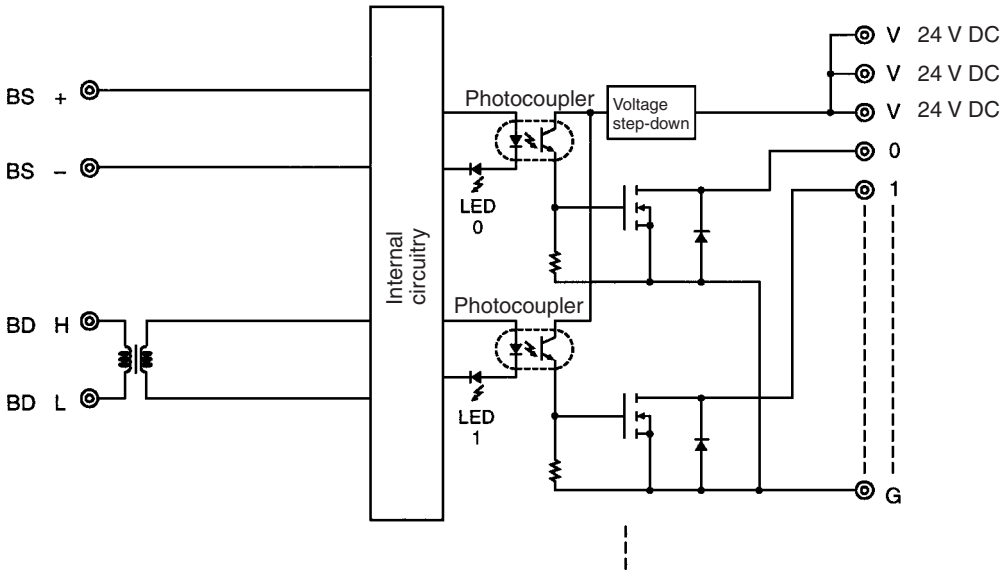 V 24 V DC
V 24 V DC
BS +
Photocoupler
Voltage
step-down
V 24 V DC
0
BS –
LED
0
1
Internal
circuitry
Photocoupler
BD H
BD L
LED
1
G